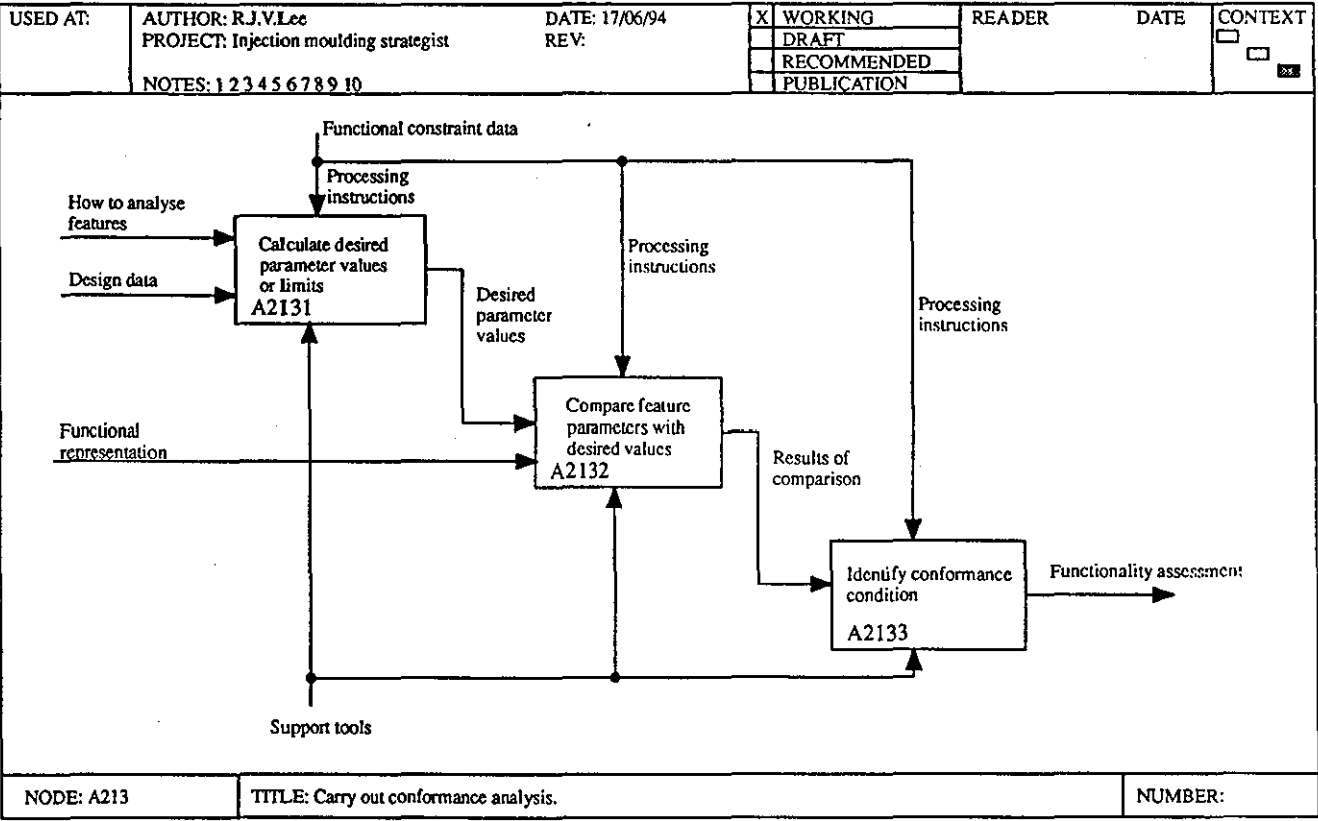 USED AT:
AUTHOR: R.J.V.Lee
DATE: 17/06/94
X WORKING
READER
DATE
CONTEXT
PROJECT: Injection moulding strategist
REV:
DRAFT
RECOMMENDED
NOTES: 1 2 3 4 5 6 7 8 9 10
PUBLICATION
Functional constraint data
Processing
instructions
How to analyse
features
Design data
Calculate desired
parameter values
or limits
A2131
Desired
parameter
values
Processing
instructions
Processing
instructions
Functional
representation
Compare feature
parameters with
desired values
A2132
Results of
comparison
Identify conformance
condition
A2133
Functionality assessment
Support tools
NODE: A213
TITLE: Carry out conformance analysis.
NUMBER: